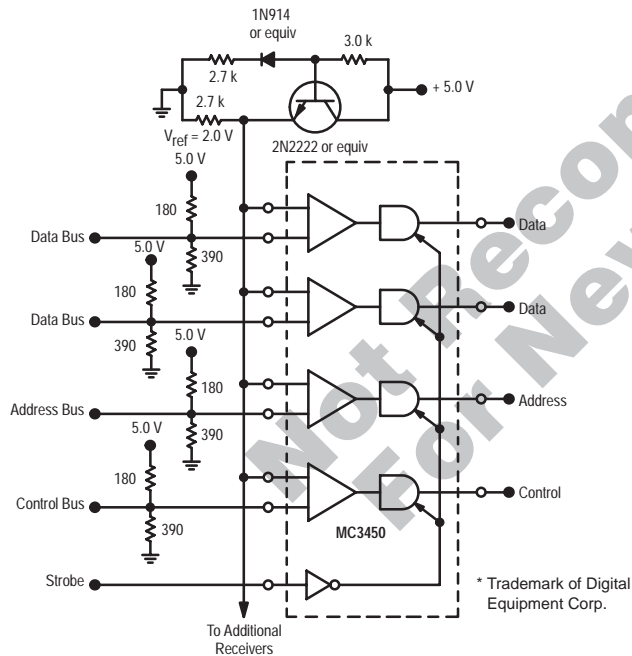 1N914
or equiv
3.0 k
2.7 k
+ 5.0 V
2.7 k
Vref = 2.0 V
2N2222 or equiv
5.0 V
180
Data Bus
390
Data
5.0 V
180
Data Bus
390
Data
5.0 V
180
Address Bus
390
Address
5.0 V
180
Control Bus
390
Control
MC3450
Strobe
* Trademark of Digital
Equipment Corp.
To Additional
Receivers
Not Recon
For New